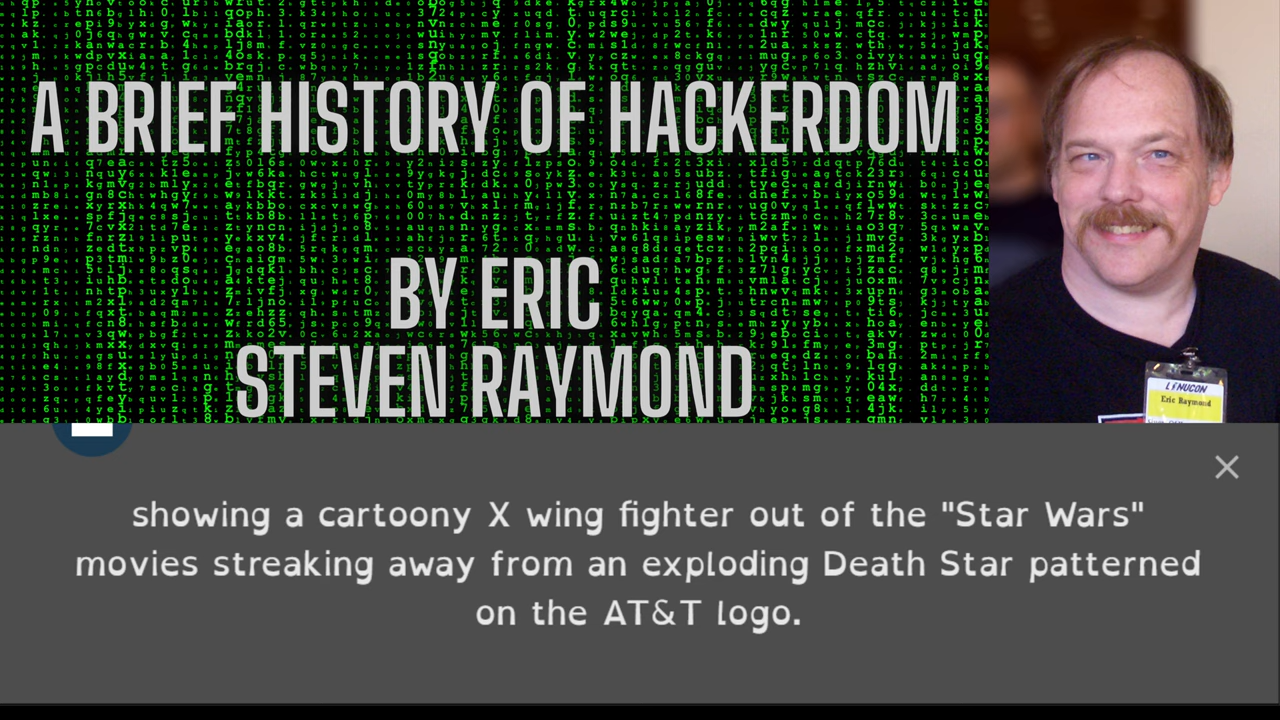 A BRIEF HISTORY OF HACKERDOM
BY ERIC
STEVEN RAYMOND
LINUCON
Eric Raymond
showing a cartoony X wing fighter out of the "Star Wars"
movies streaking away from an exploding Death Star patterned
on the AT&T logo.